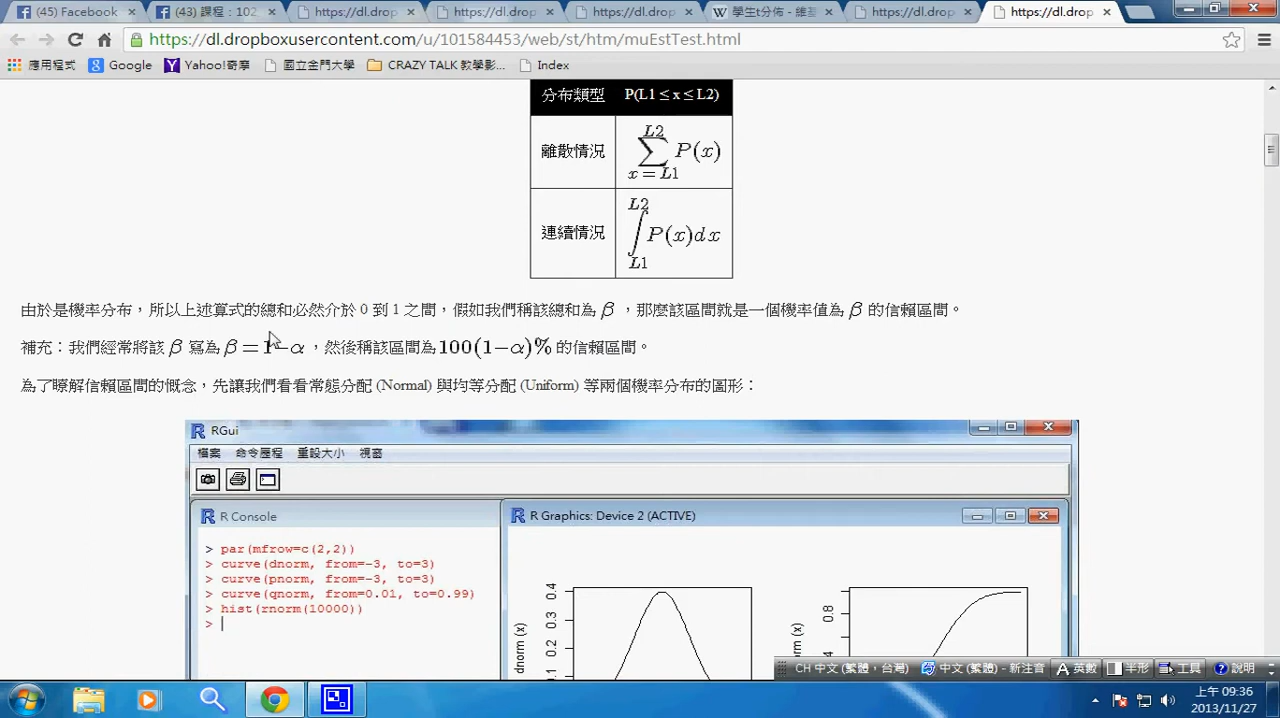 (45) Facebook
(43) 課程：102
https://dl.drop
https://dl.dropb
https://dl.drop
學生t分佈 - 維基
https://dl.dropb
https://dl.drop
https://dl.dropboxusercontent.com/u/101584453/web/st/htm/muEstTest.html
應用程式 Google Yahoo!奇摩 國立金門大學 CRAZY TALK 教學影... Index
分布類型 P(L1 ≤ x ≤ L2)
離散情況 \sum_{x=L1}^{L2} P(x)
連續情況 \int_{L1}^{L2} P(x)dx
由於是機率分布，所以上述算式的總和必然介於 0 到 1 之間，假如我們稱該總和為 β ，那麼該區間就是一個機率值為 β 的信賴區間。
補充：我們經常將該 β 寫為 β = 1−α ，然後稱該區間為 100(1−α)% 的信賴區間。
為了瞭解信賴區間的慨念，先讓我們看看常態分配 (Normal) 與均等分配 (Uniform) 等兩個機率分布的圖形：
RGui
檔案 命令歷程 重設大小 視窗
R Console
R Graphics: Device 2 (ACTIVE)
> par(mfrow=c(2,2))
> curve(dnorm, from=-3, to=3)
> curve(pnorm, from=-3, to=3)
> curve(qnorm, from=0.01, to=0.99)
> hist(rnorm(10000))
>
dnorm (x)
0.4
0.3
0.2
0.1
0.8
CH 中文 (繁體，台灣) 中文 (繁體) - 新注音 A 英數 半形 工具 說明
上午 09:36
2013/11/27